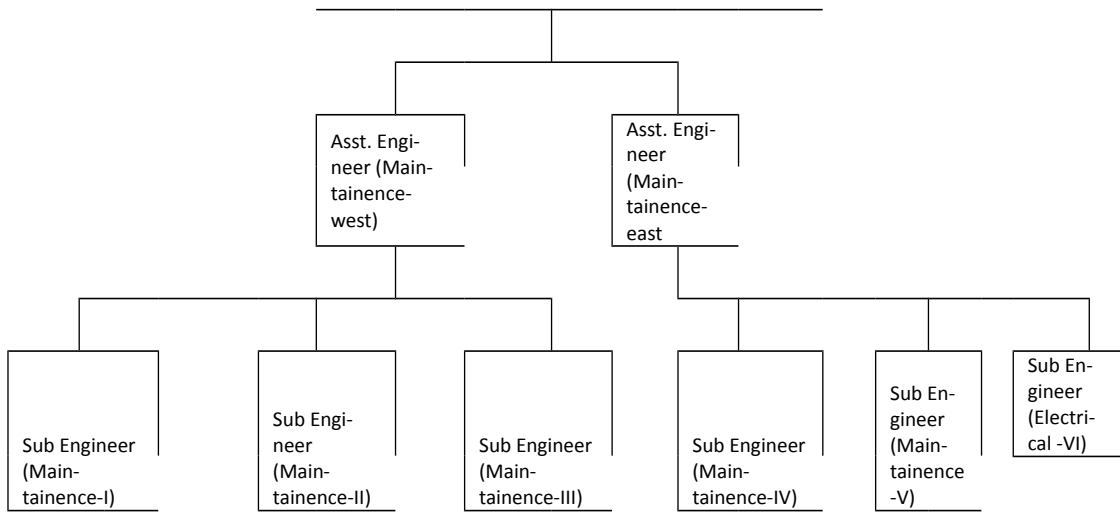 Asst. Engi-
neer (Main-
tainence-
west)
Asst. Engi-
neer
(Main-
tainence-
east
Sub Engineer
(Main-
tainence-I)
Sub Engi-
neer
(Main-
tainence-II)
Sub Engineer
(Main-
tainence-III)
Sub Engineer
(Main-
tainence-IV)
Sub En-
gineer
(Main-
tainence
-V)
Sub En-
gineer
(Electri-
cal -VI)